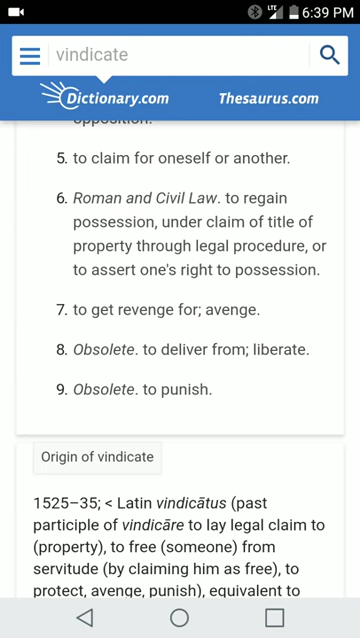 LTE 6:39 PM
vindicate
Dictionary.com Thesaurus.com
opposition.
5. to claim for oneself or another.
6. Roman and Civil Law. to regain
possession, under claim of title of
property through legal procedure, or
to assert one's right to possession.
7. to get revenge for; avenge.
8. Obsolete. to deliver from; liberate.
9. Obsolete. to punish.
Origin of vindicate
1525–35; < Latin vindicātus (past
participle of vindicāre to lay legal claim to
(property), to free (someone) from
servitude (by claiming him as free), to
protect, avenge, punish), equivalent to